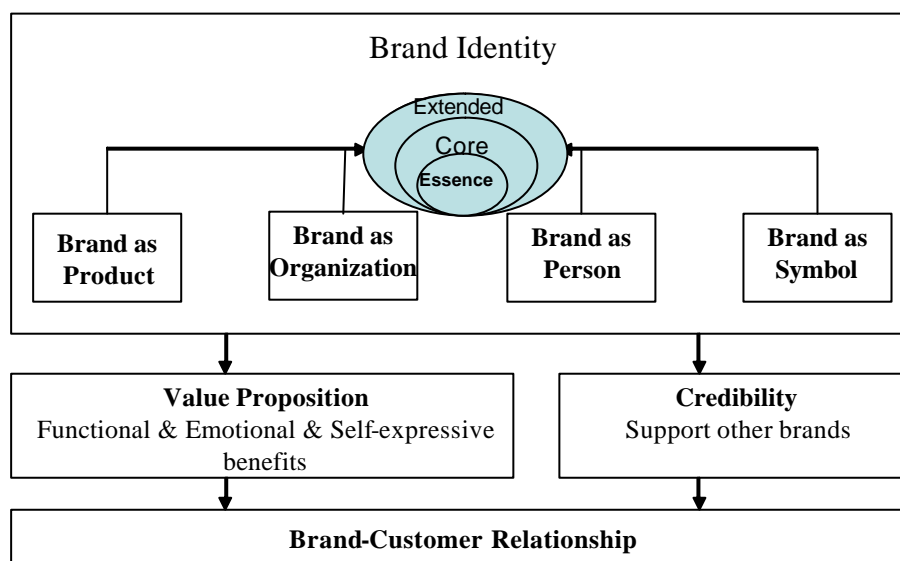 Brand Identity
Extended
Core
Essence
Brand as
Product
Brand as
Organization
Brand as
Person
Brand as
Symbol
Value Proposition
Functional & Emotional & Self-expressive
benefits
Credibility
Support other brands
Brand-Customer Relationship